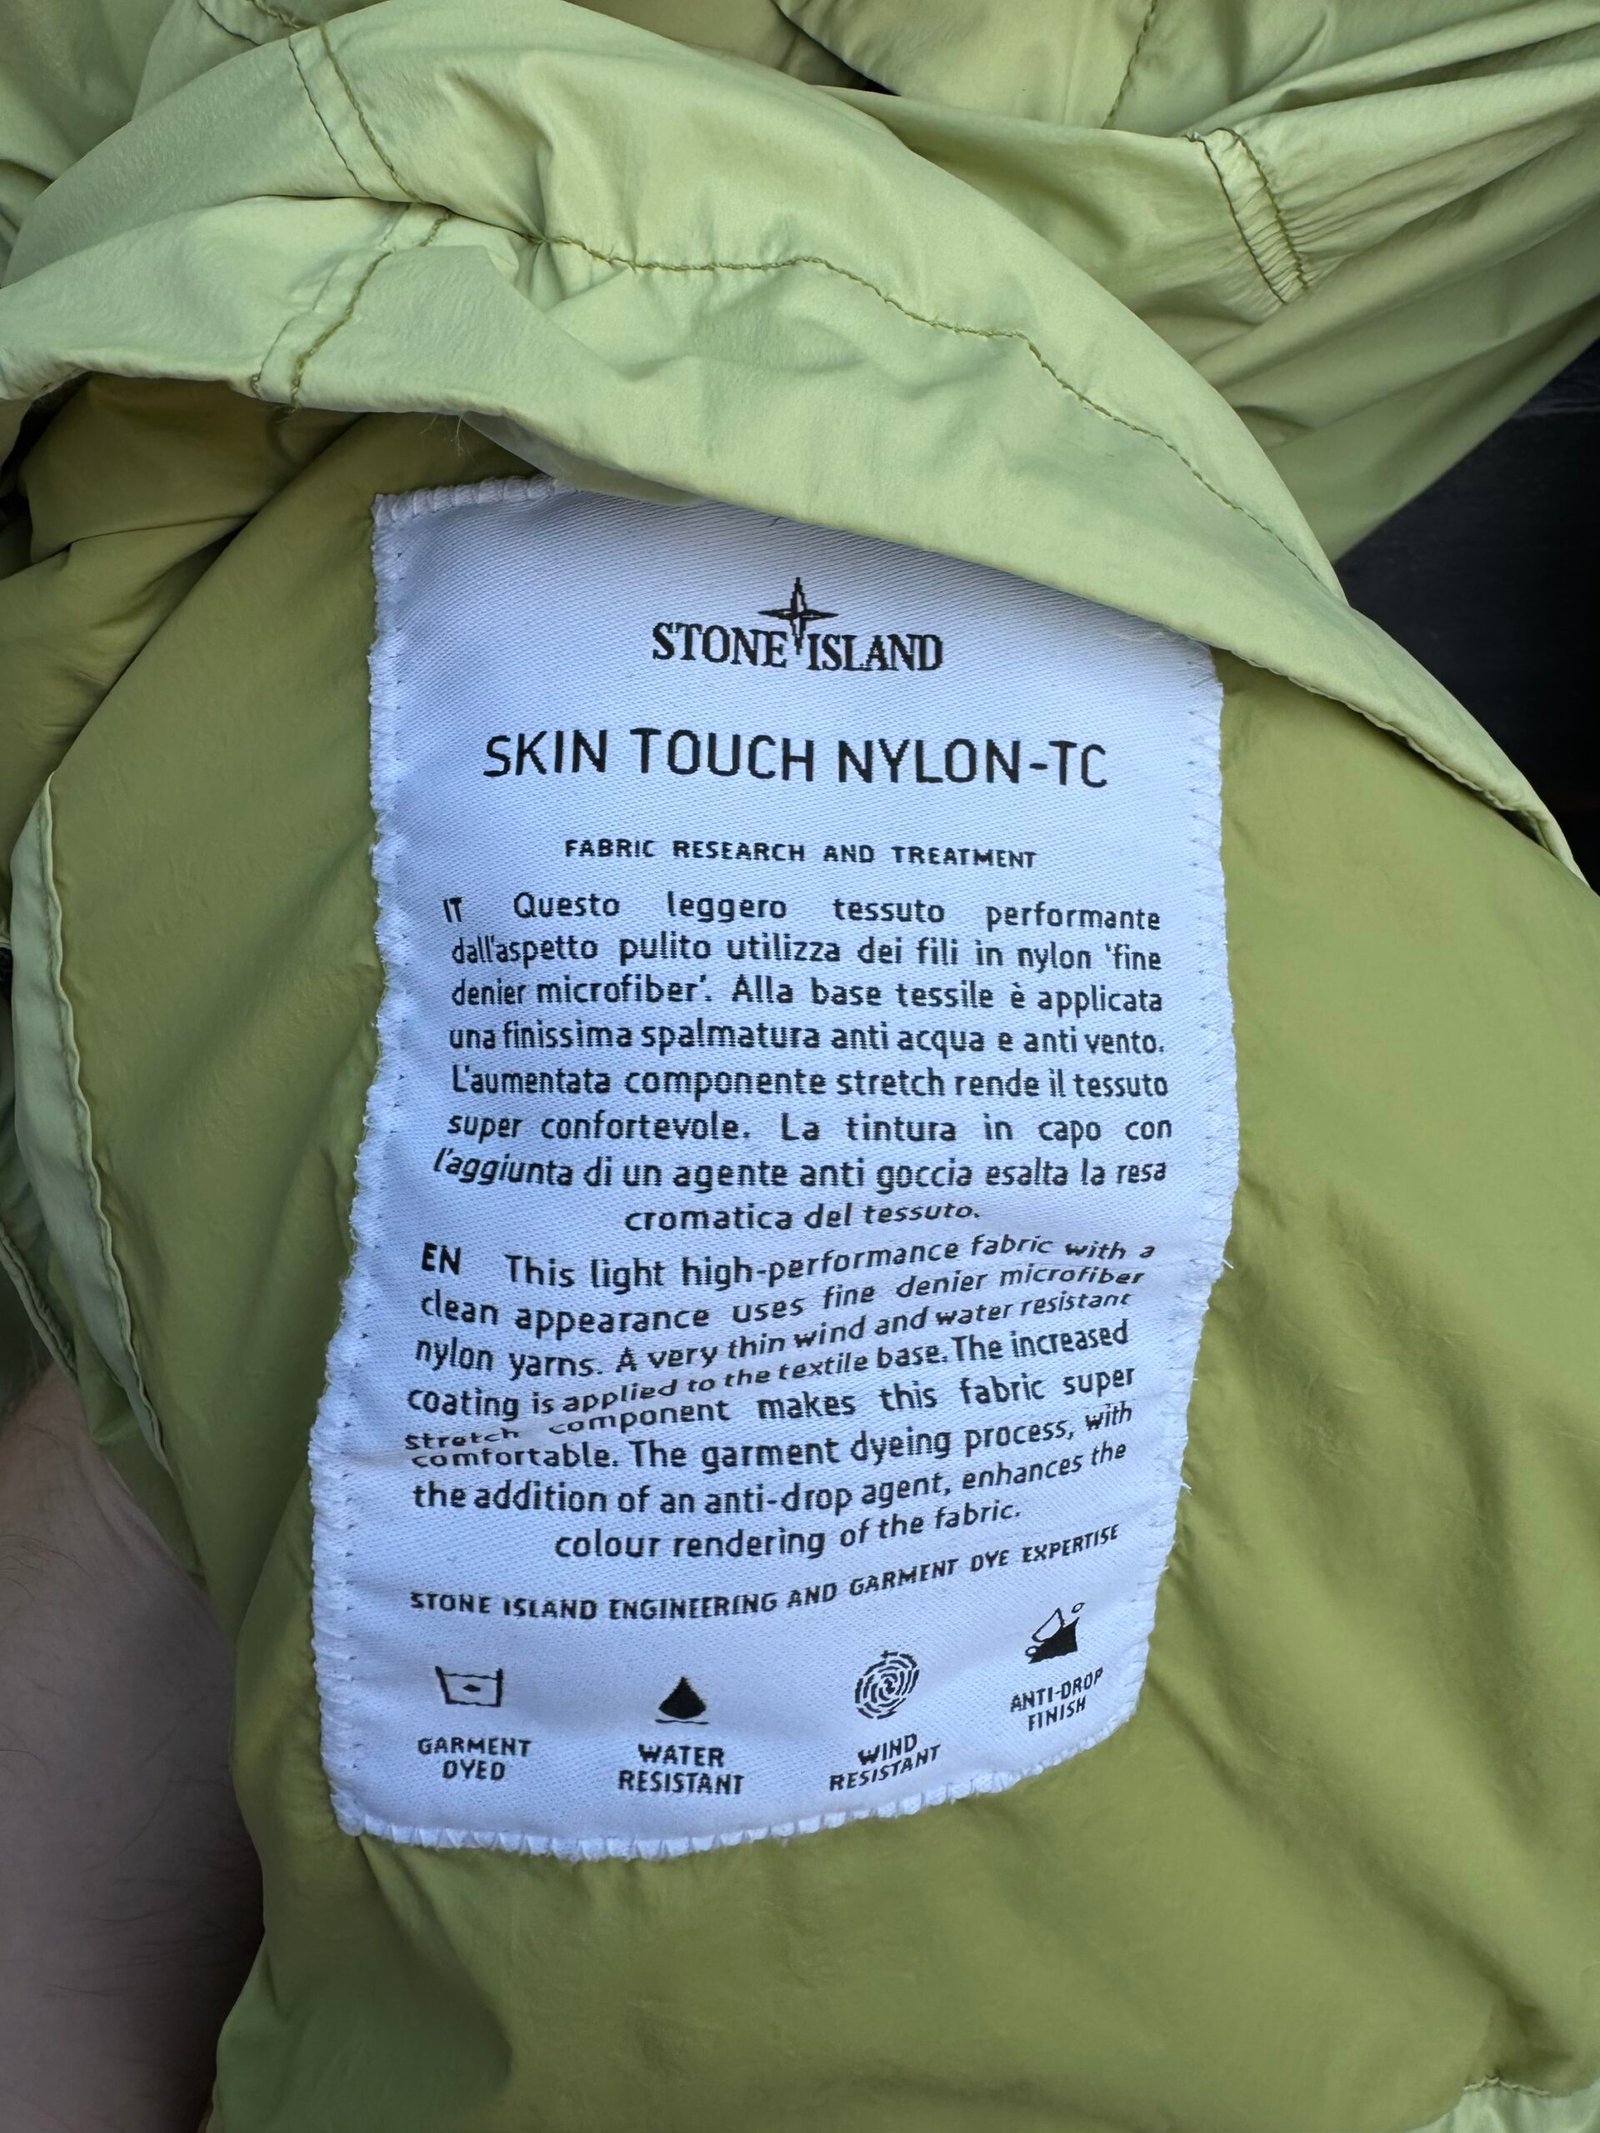 STONE ISLAND
SKIN TOUCH NYLON-TC
FABRIC RESEARCH AND TREATMENT
IT Questo leggero tessuto performante
dall'aspetto pulito utilizza dei fili in nylon 'fine
denier microfiber'. Alla base tessile è applicata
una finissima spalmatura anti acqua e anti vento.
L'aumentata componente stretch rende il tessuto
super confortevole. La tintura in capo con
l'aggiunta di un agente anti goccia esalta la resa
cromatica del tessuto.
EN This light high-performance fabric with a
clean appearance uses fine denier microfiber
nylon yarns. A very thin wind and water resistant
coating is applied to the textile base. The increased
stretch component makes this fabric super
comfortable. The garment dyeing process, with
the addition of an anti-drop agent, enhances the
colour rendering of the fabric.
STONE ISLAND ENGINEERING AND GARMENT DYE EXPERTISE
GARMENT
DYED
WATER
RESISTANT
WIND
RESISTANT
ANTI-DROP
FINISH